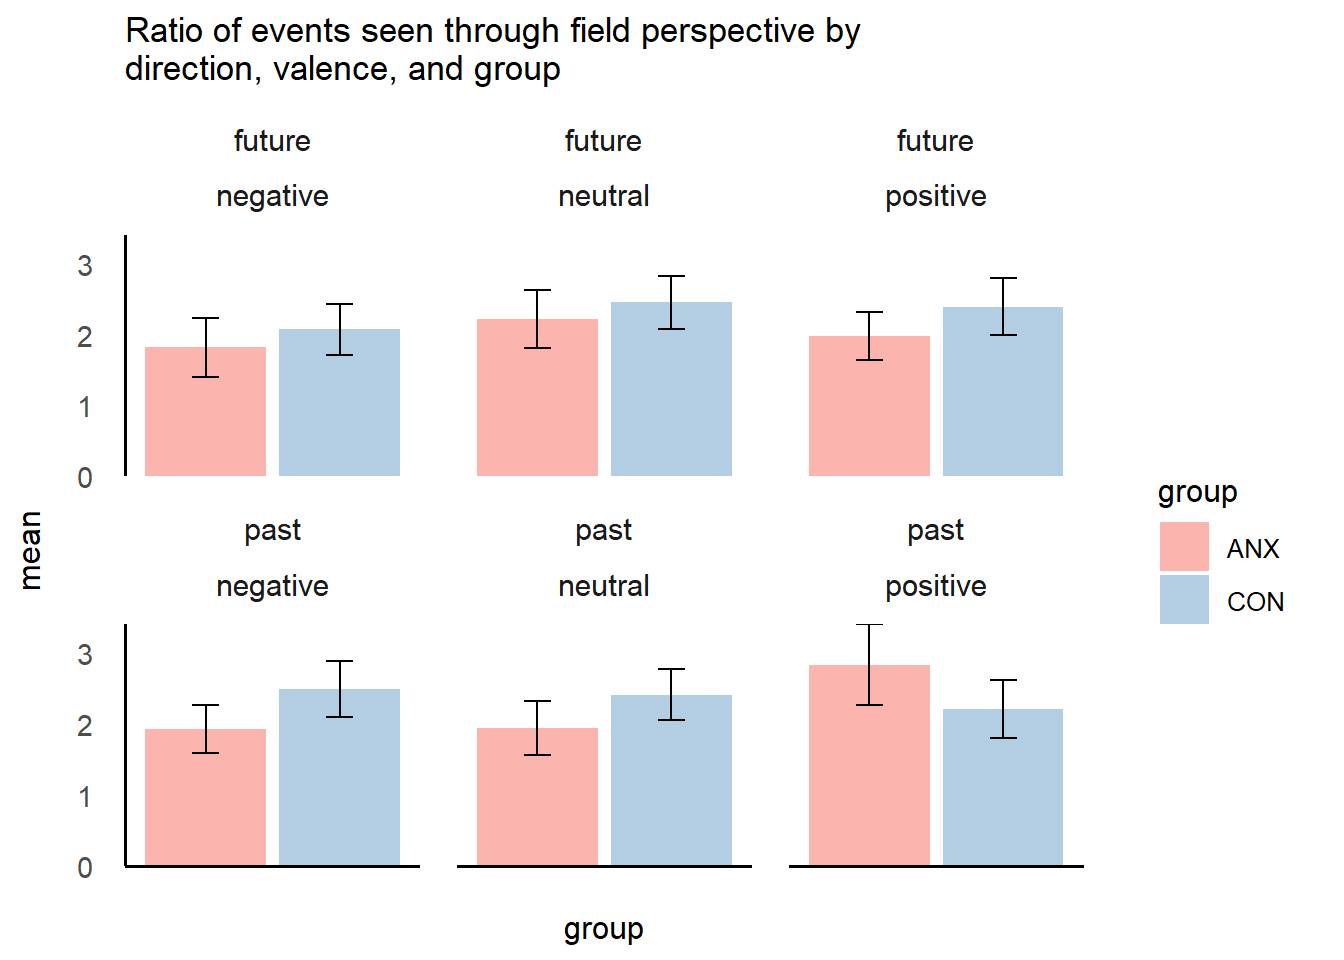 Ratio of events seen through field perspective by
direction, valence, and group
future
future
future
negative
neutral
positive
3
2
1
0
past
past
past
negative
neutral
positive
3
2
1
0
mean
group
group
ANX
CON